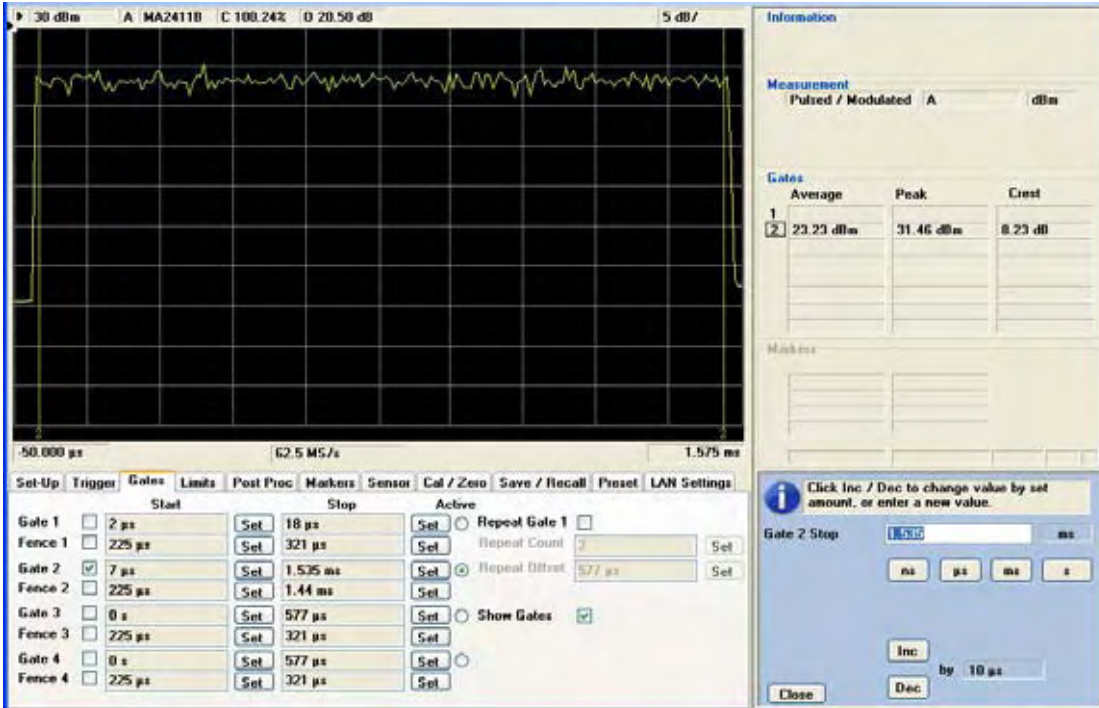 30 dBm A MA2411B C 100.24% O 20.50 dB 5 dB/
-50.000 µs 62.5 MS/s 1.575 ms
Set-Up Trigger Gates Limits Post Proc Markers Sensor Cal / Zero Save / Recall Preset LAN Settings
Start Stop Active
Gate 1 2 µs Set 18 µs Set Repeat Gate 1
Fence 1 225 µs Set 321 µs Set Repeat Count 2 Set
Gate 2 7 µs Set 1.535 ms Set Repeat Offset 577 µs Set
Fence 2 225 µs Set 1.44 ms Set
Gate 3 0 s Set 577 µs Set Show Gates
Fence 3 225 µs Set 321 µs Set
Gate 4 0 s Set 577 µs Set
Fence 4 225 µs Set 321 µs Set
Information
Measurement
Pulsed / Modulated A dBm
Gates
Average Peak Crest
1
2 23.23 dBm 31.46 dBm 8.23 dB
Markers
Click Inc / Dec to change value by set
amount, or enter a new value.
Gate 2 Stop 1.535 ms
ns µs ms s
Inc
by 10 µs
Dec
Close